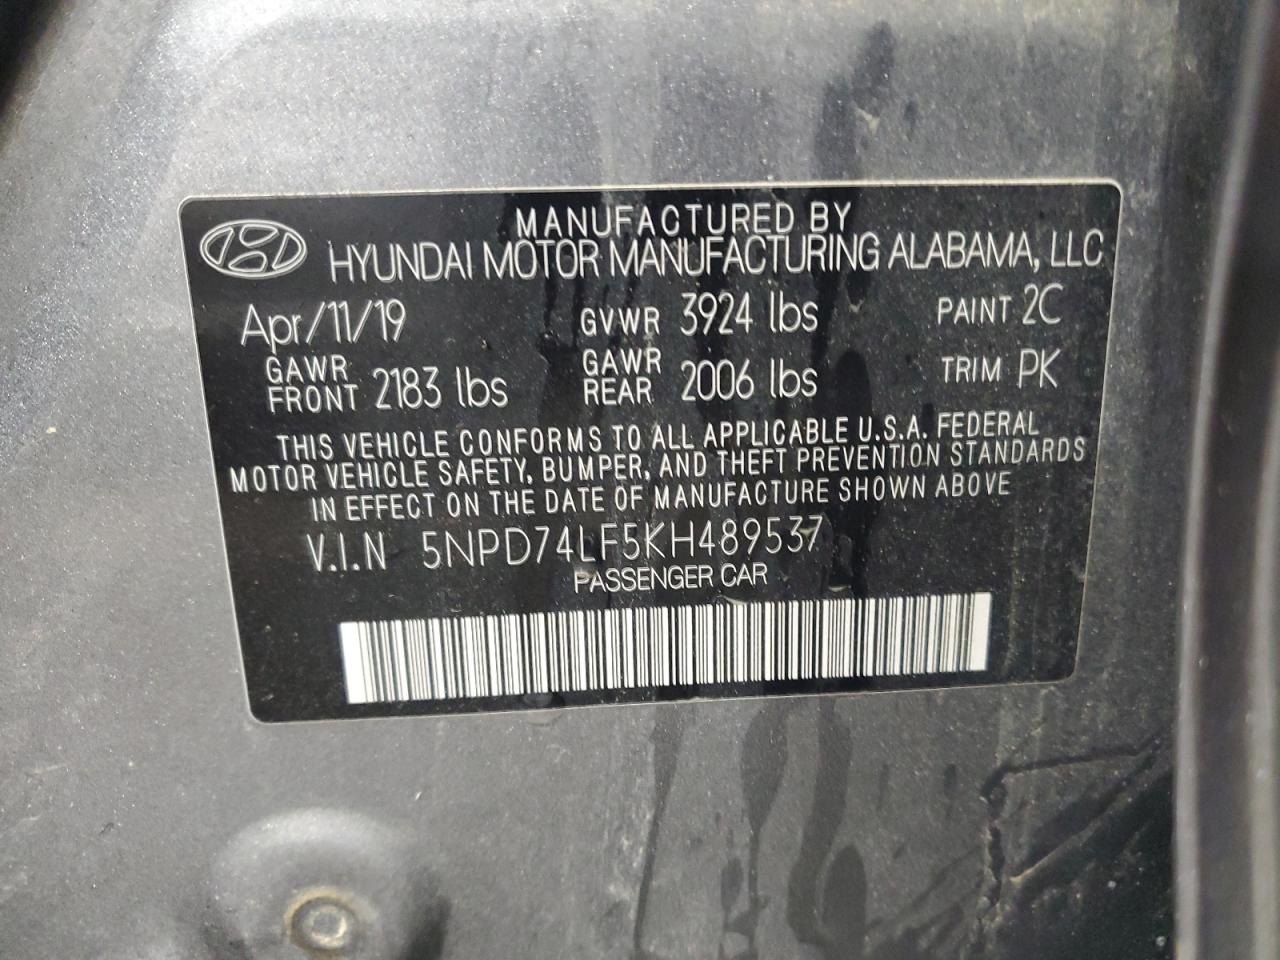 MANUFACTURED BY
HYUNDAI MOTOR MANUFACTURING ALABAMA, LLC
Apr/11/19 GVWR 3924 lbs PAINT 2C
GAWR FRONT 2183 lbs GAWR REAR 2006 lbs TRIM PK
THIS VEHICLE CONFORMS TO ALL APPLICABLE U.S.A. FEDERAL
MOTOR VEHICLE SAFETY, BUMPER, AND THEFT PREVENTION STANDARDS
IN EFFECT ON THE DATE OF MANUFACTURE SHOWN ABOVE
V.I.N 5NPD74LF5KH489537
PASSENGER CAR